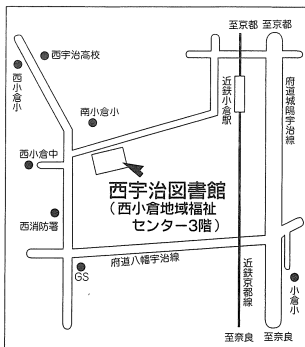 至京都
至京都
西宇治高校
西小倉小
南小倉小
近鉄小倉駅
府道城陽宇治線
西小倉中
西宇治図書館
(西小倉地域福祉
センター3階)
西消防署
府道八幡宇治線
GS
近鉄京都線
小倉小
至奈良
至奈良